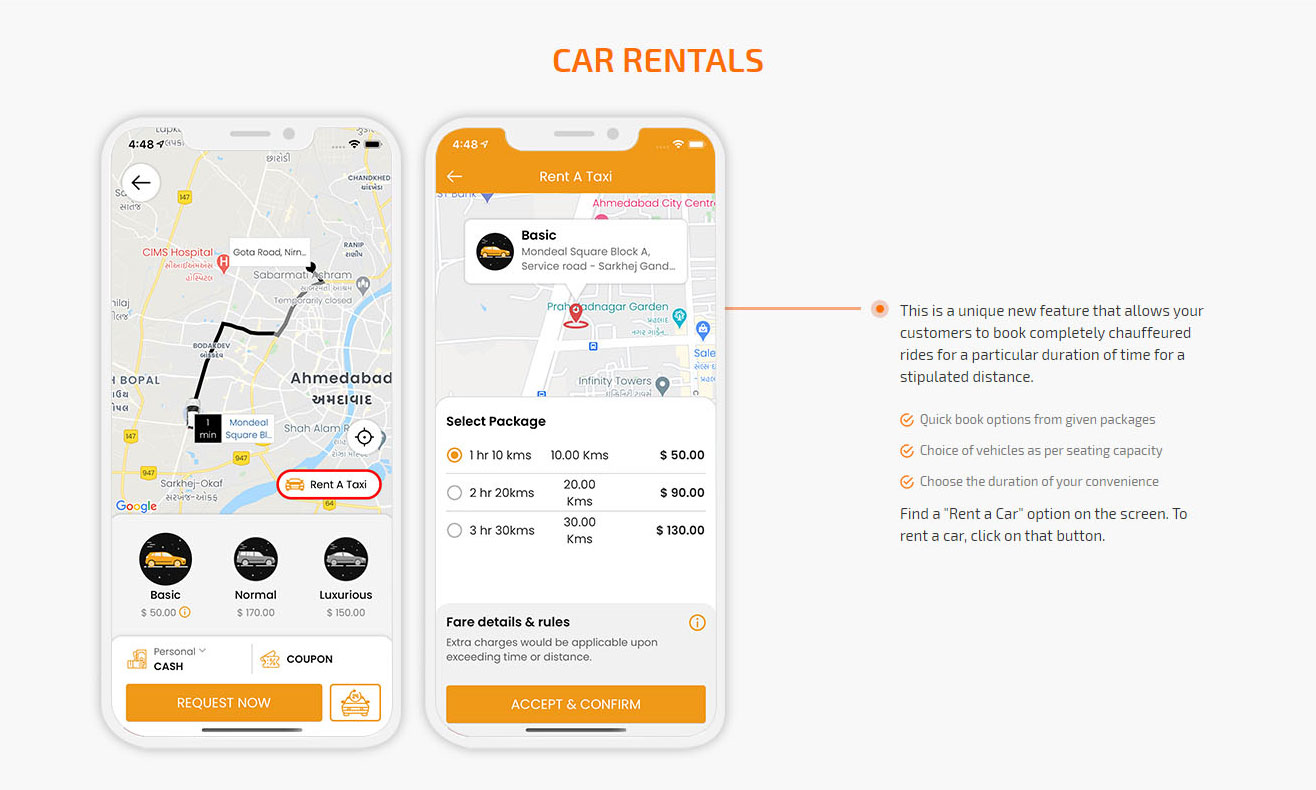 CAR RENTALS
4:48
CHANDKHED
ચાંદખેડા
147
CIMS Hospital
Gota Road, Nirn...
RANIP
રાણીપ
Sabarmati Ashram
Temporarily closed
BODAKDEV
બોડકદેવ
H BOPAL
Ahmedabad
અમદાવાદ
1
min
Mondeal
Square Bl...
Shah Alam R
147
947
947
Rent A Taxi
Sarkhej-Okaf
સરખેજ-ઓકાફ
64
Google
Basic
Normal
Luxurious
$ 50.00
$ 170.00
$ 150.00
Personal
CASH
COUPON
REQUEST NOW
4:48
Rent A Taxi
Ahmedabad City Centr
Basic
Mondeal Square Block A,
Service road - Sarkhej Gand...
Prah adnagar Garden
Sale
Infinity Towers
Select Package
1 hr 10 kms 10.00 Kms $ 50.00
2 hr 20kms 20.00 Kms $ 90.00
3 hr 30kms 30.00 Kms $ 130.00
Fare details & rules
Extra charges would be applicable upon
exceeding time or distance.
ACCEPT & CONFIRM
This is a unique new feature that allows your
customers to book completely chauffeured
rides for a particular duration of time for a
stipulated distance.
Quick book options from given packages
Choice of vehicles as per seating capacity
Choose the duration of your convenience
Find a "Rent a Car" option on the screen. To
rent a car, click on that button.